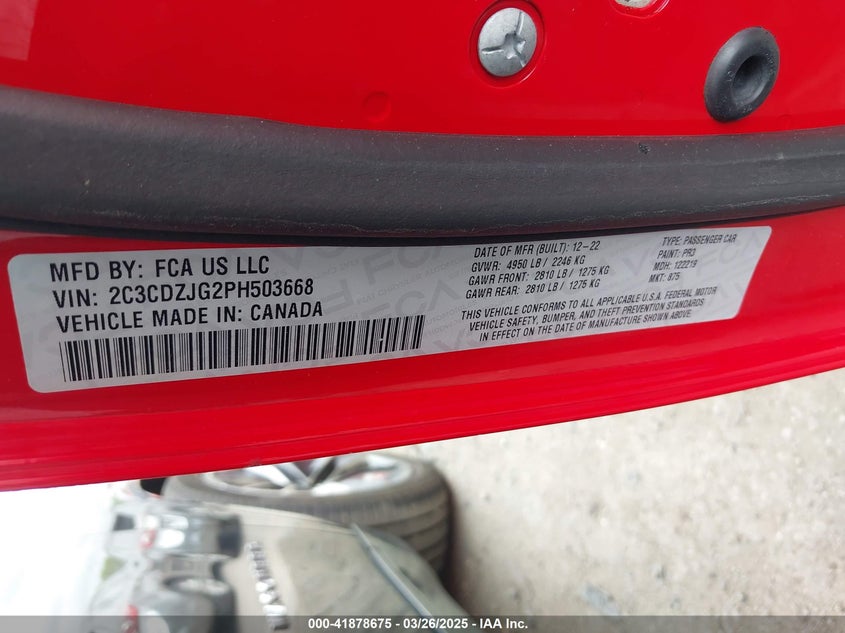 MFD BY: FCA US LLC
VIN: 2C3CDZJG2PH503668
VEHICLE MADE IN: CANADA
DATE OF MFR (BUILT): 12-22
GVWR: 4950 LB / 2246 KG
GAWR FRONT: 2810 LB / 1275 KG
GAWR REAR: 2810 LB / 1275 KG
TYPE: PASSENGER CAR
PAINT: PR3
MDH: 122219
MKT: 875
THIS VEHICLE CONFORMS TO ALL APPLICABLE U.S.A. FEDERAL MOTOR
VEHICLE SAFETY, BUMPER, AND THEFT PREVENTION STANDARDS
IN EFFECT ON THE DATE OF MANUFACTURE SHOWN ABOVE
000-41878675 - 03/26/2025 - IAA Inc.